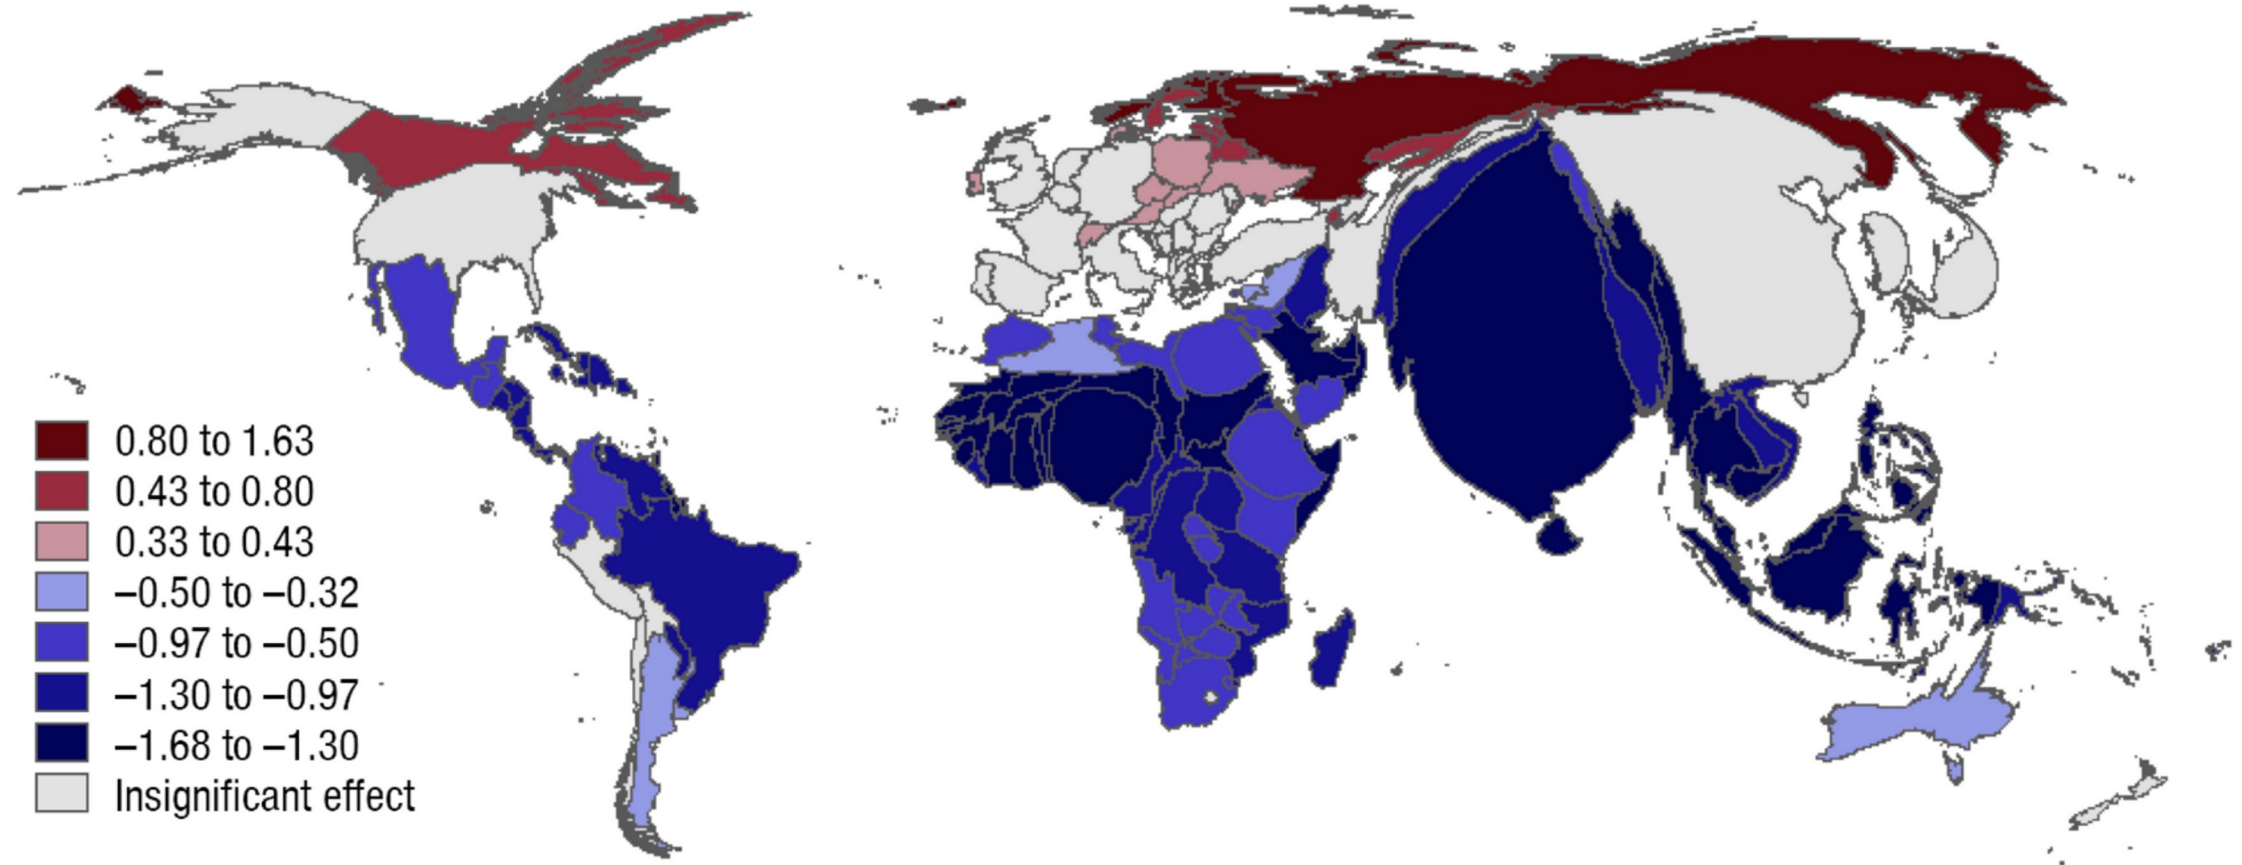 0.80 to 1.63
0.43 to 0.80
0.33 to 0.43
–0.50 to –0.32
–0.97 to –0.50
–1.30 to –0.97
–1.68 to –1.30
Insignificant effect